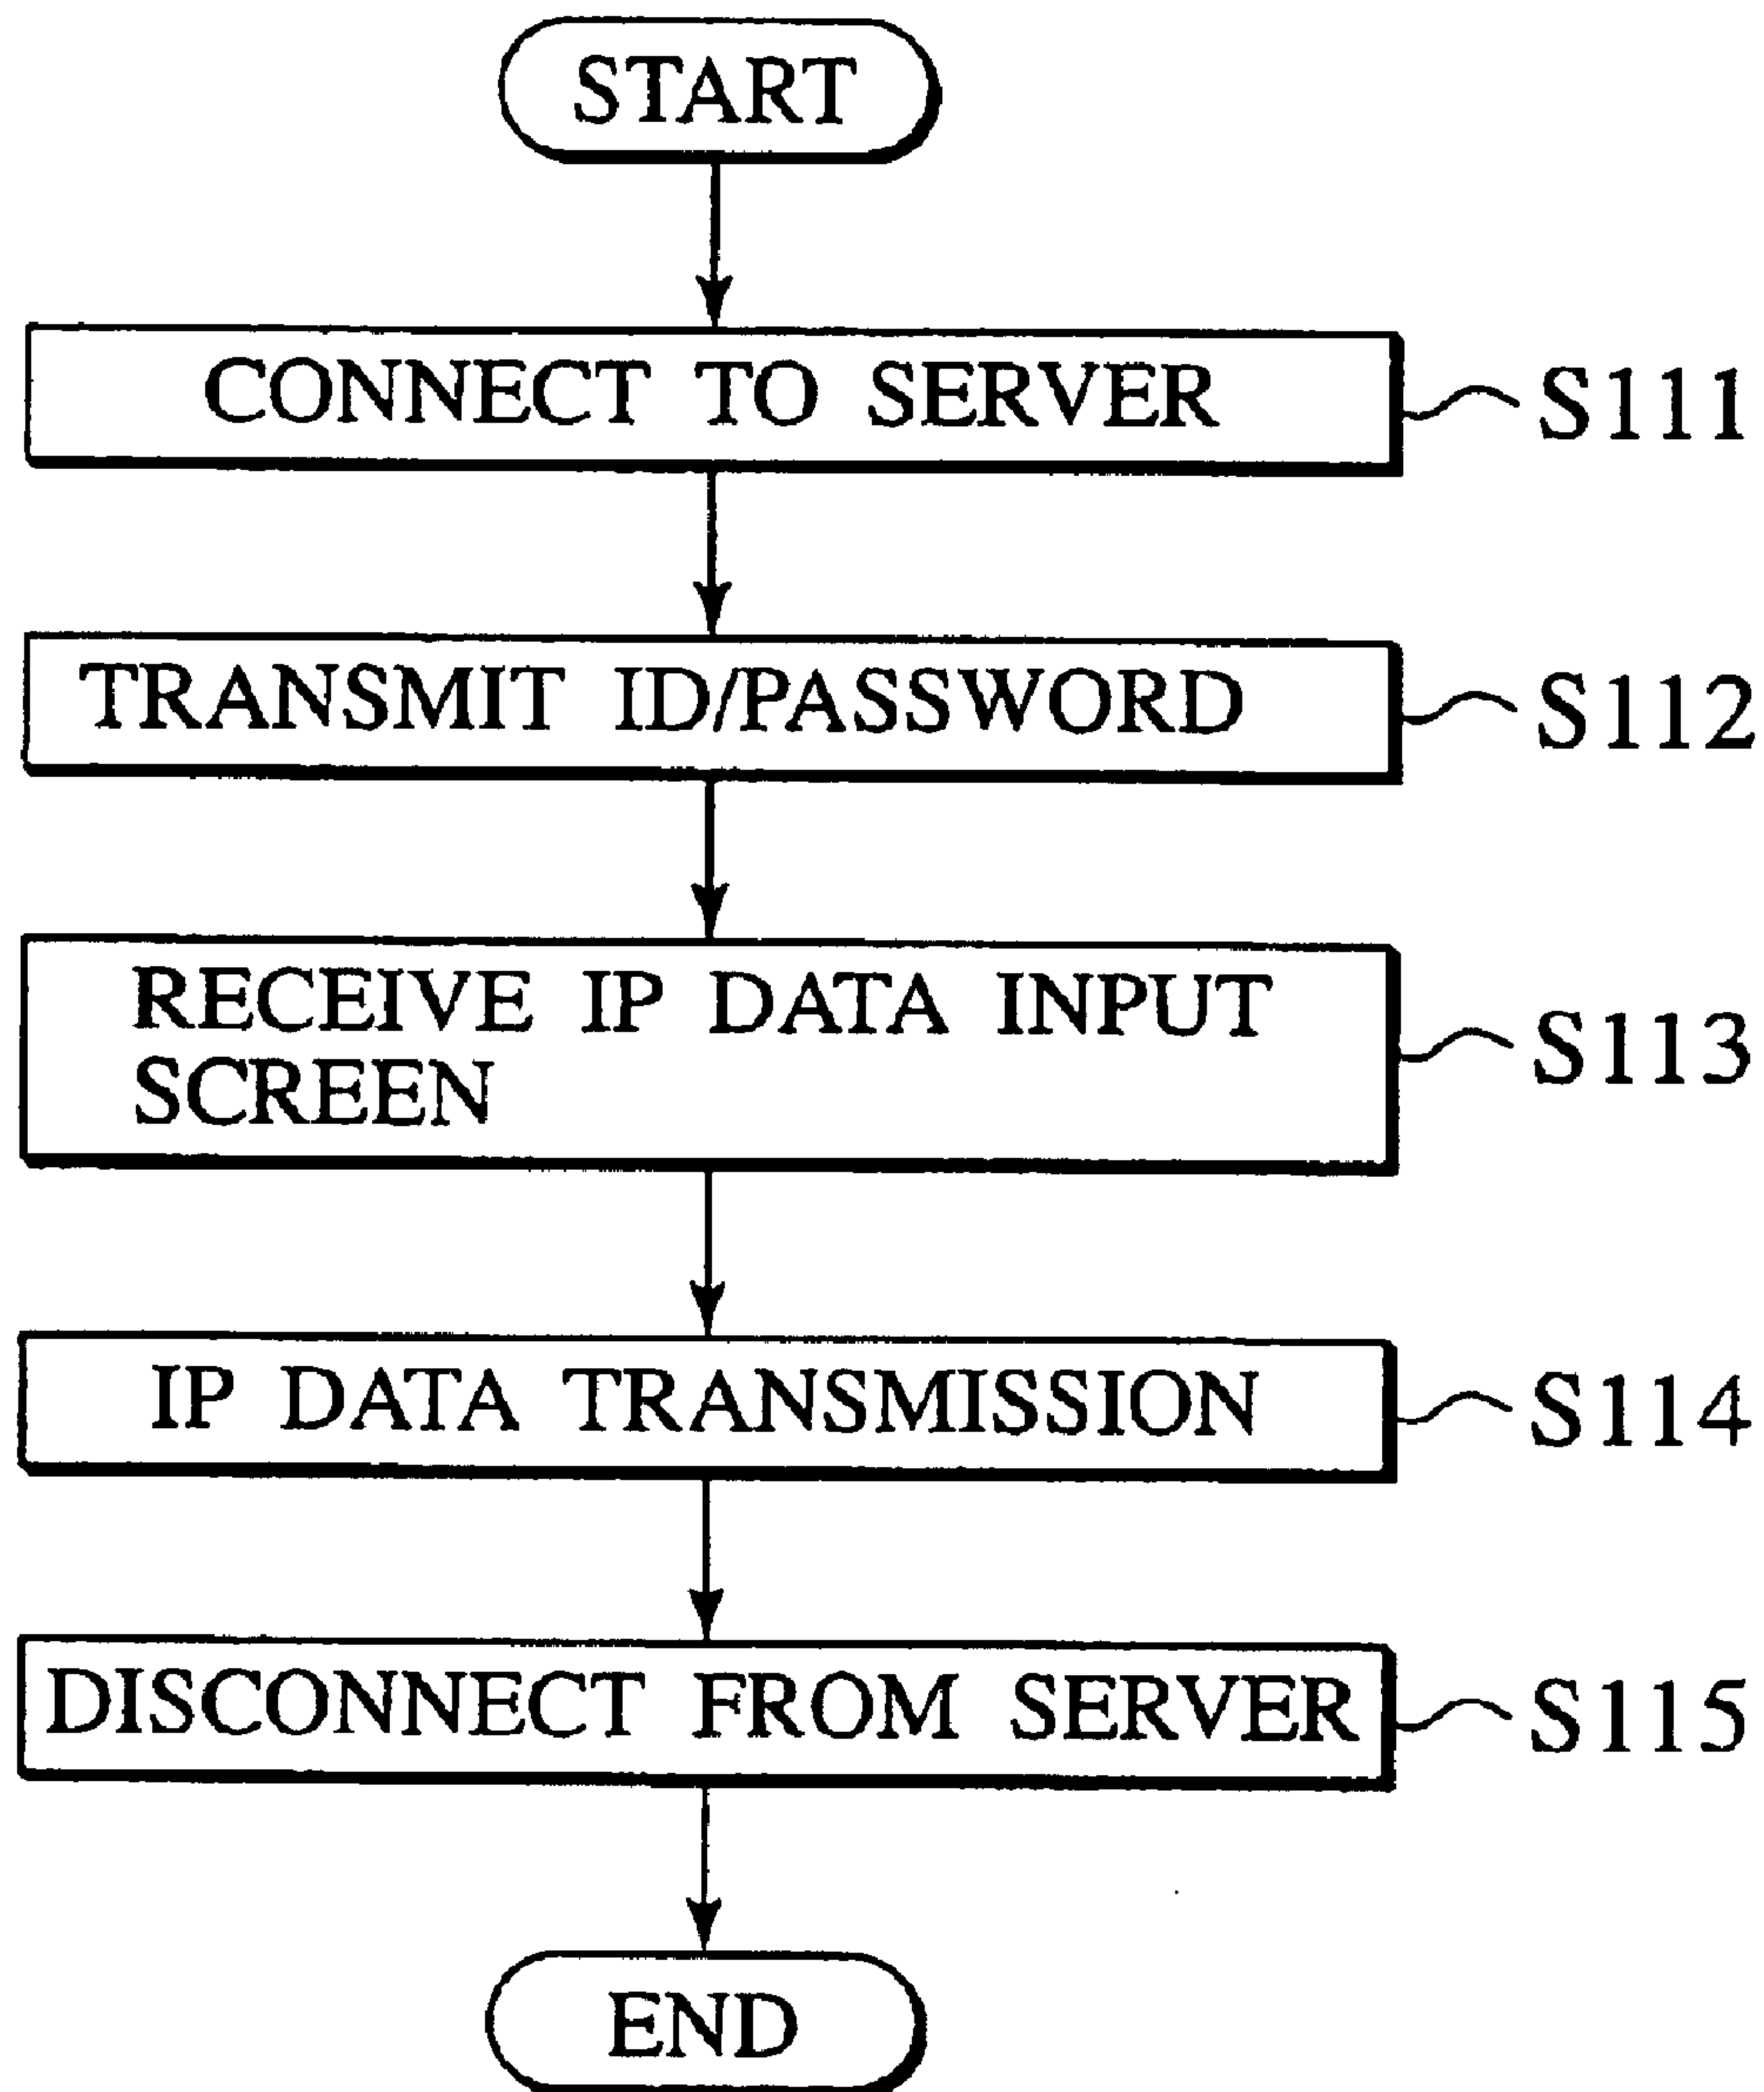 START
CONNECT TO SERVER
S111
TRANSMIT ID/PASSWORD
S112
RECEIVE IP DATA INPUT
SCREEN
S113
IP DATA TRANSMISSION
S114
DISCONNECT FROM SERVER
S115
END